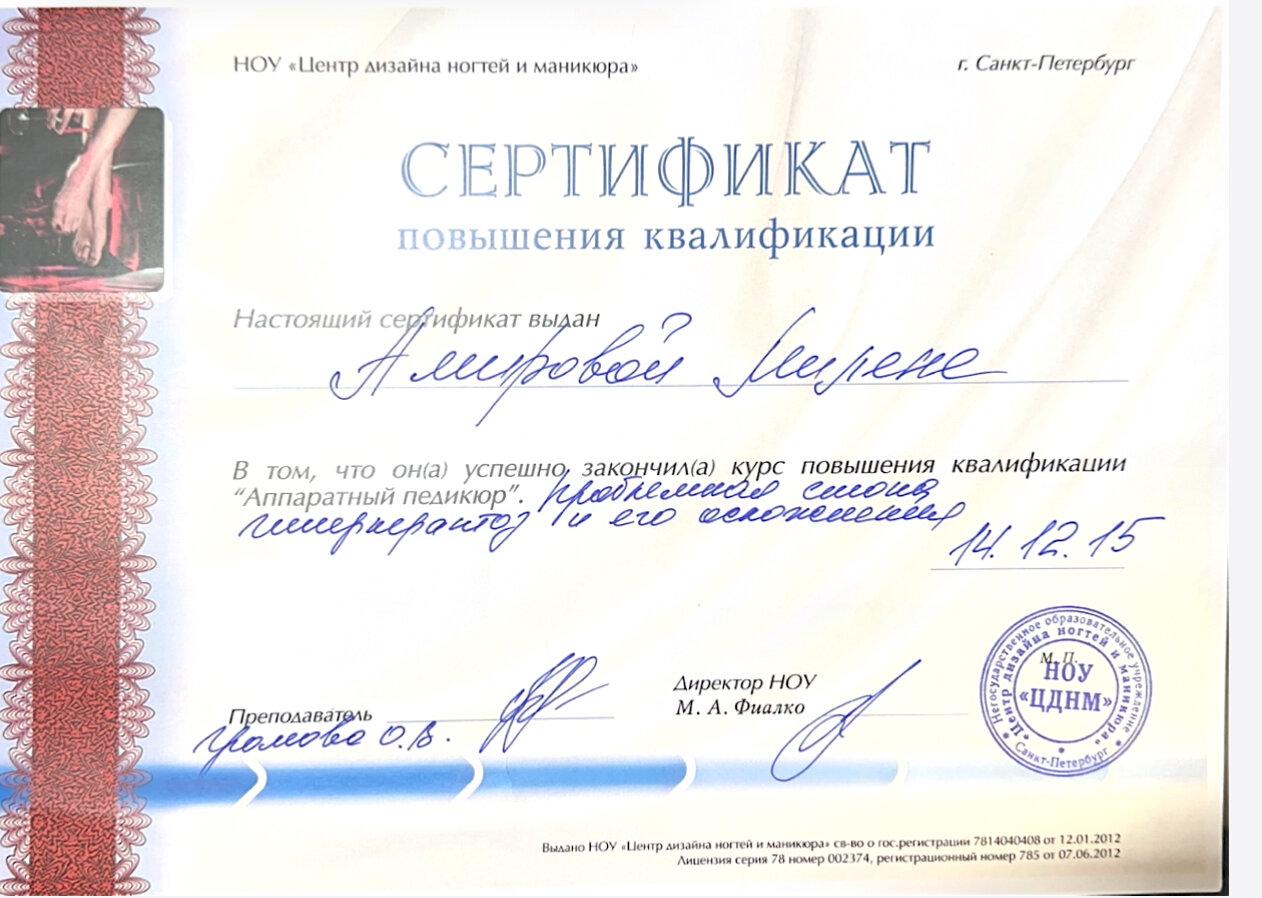 НОУ «Центр дизайна ногтей и маникюра»
г. Санкт-Петербург
СЕРТИФИКАТ
повышения квалификации
Настоящий сертификат выдан
Амировой Милене
В том, что он(а) успешно закончил(а) курс повышения квалификации
“Аппаратный педикюр”. проблемная стопа
гиперкератоз и его осложнения
14.12.15
Преподаватель
Громова О.В.
Директор НОУ
М. А. Фиалко
М.П.
Негосударственное образовательное учреждение
«Центр дизайна ногтей и маникюра»
НОУ
«ЦДНМ»
Санкт-Петербург
Выдано НОУ «Центр дизайна ногтей и маникюра» св-во о гос.регистрации 7814040408 от 12.01.2012
Лицензия серия 78 номер 002374, регистрационный номер 785 от 07.06.2012